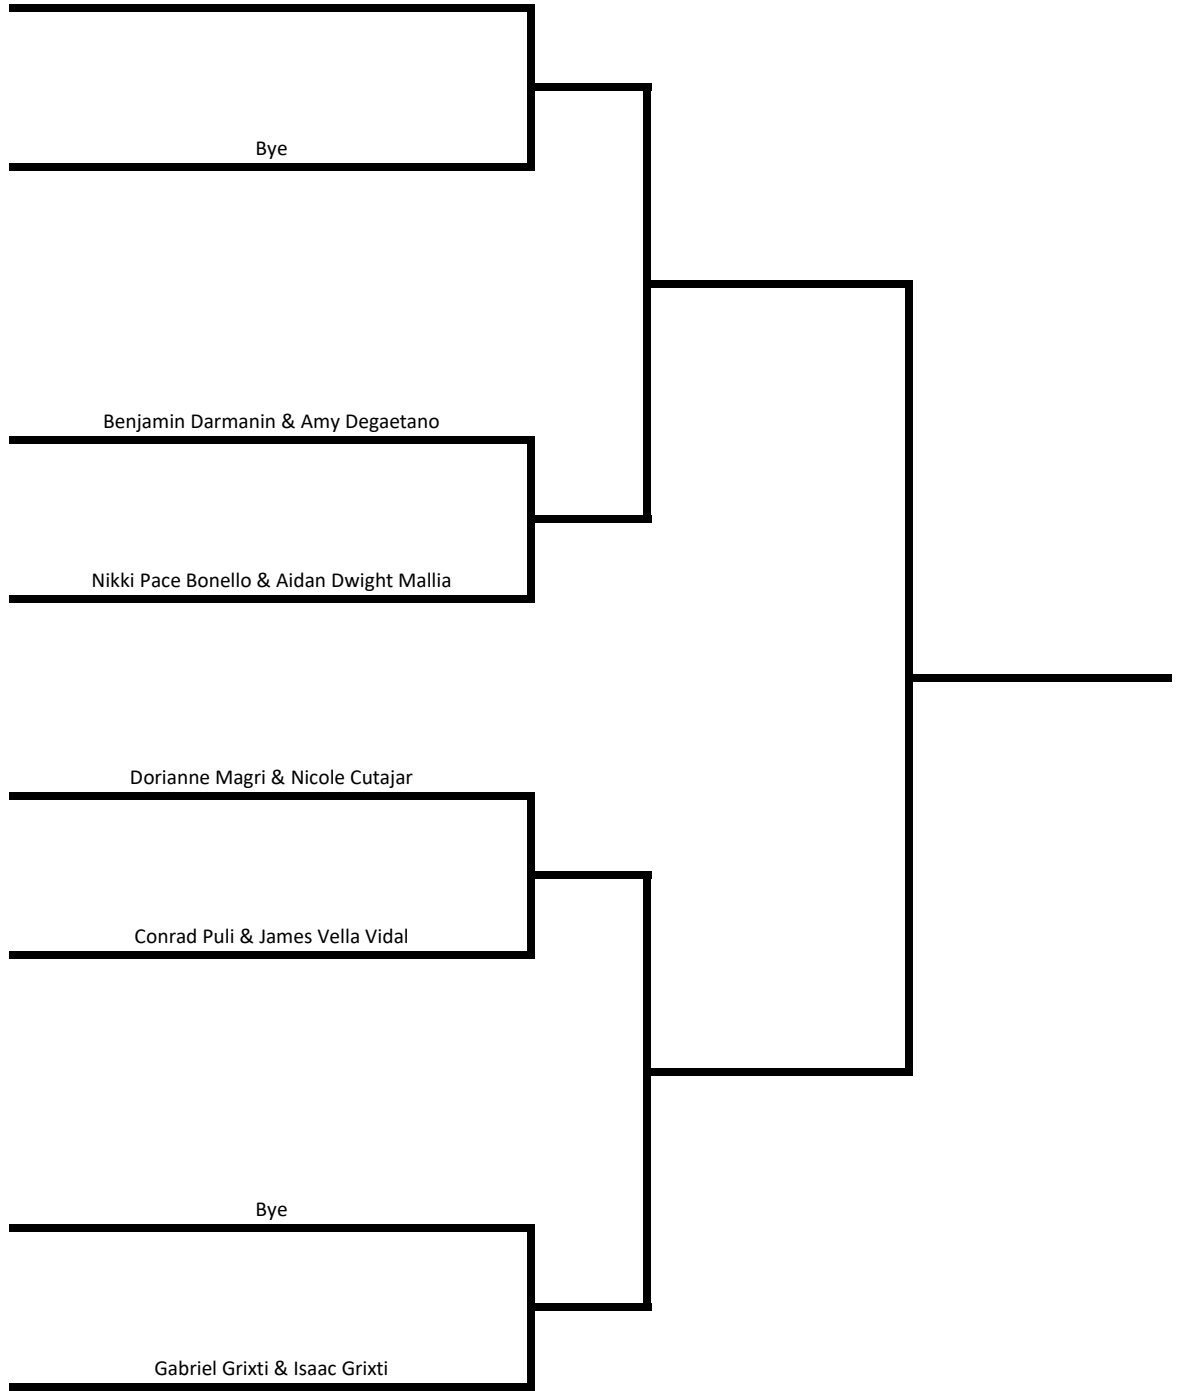 Bye
Benjamin Darmanin & Amy Degaetano
Nikki Pace Bonello & Aidan Dwight Mallia
Dorianne Magri & Nicole Cutajar
Conrad Puli & James Vella Vidal
Bye
Gabriel Grixti & Isaac Grixti